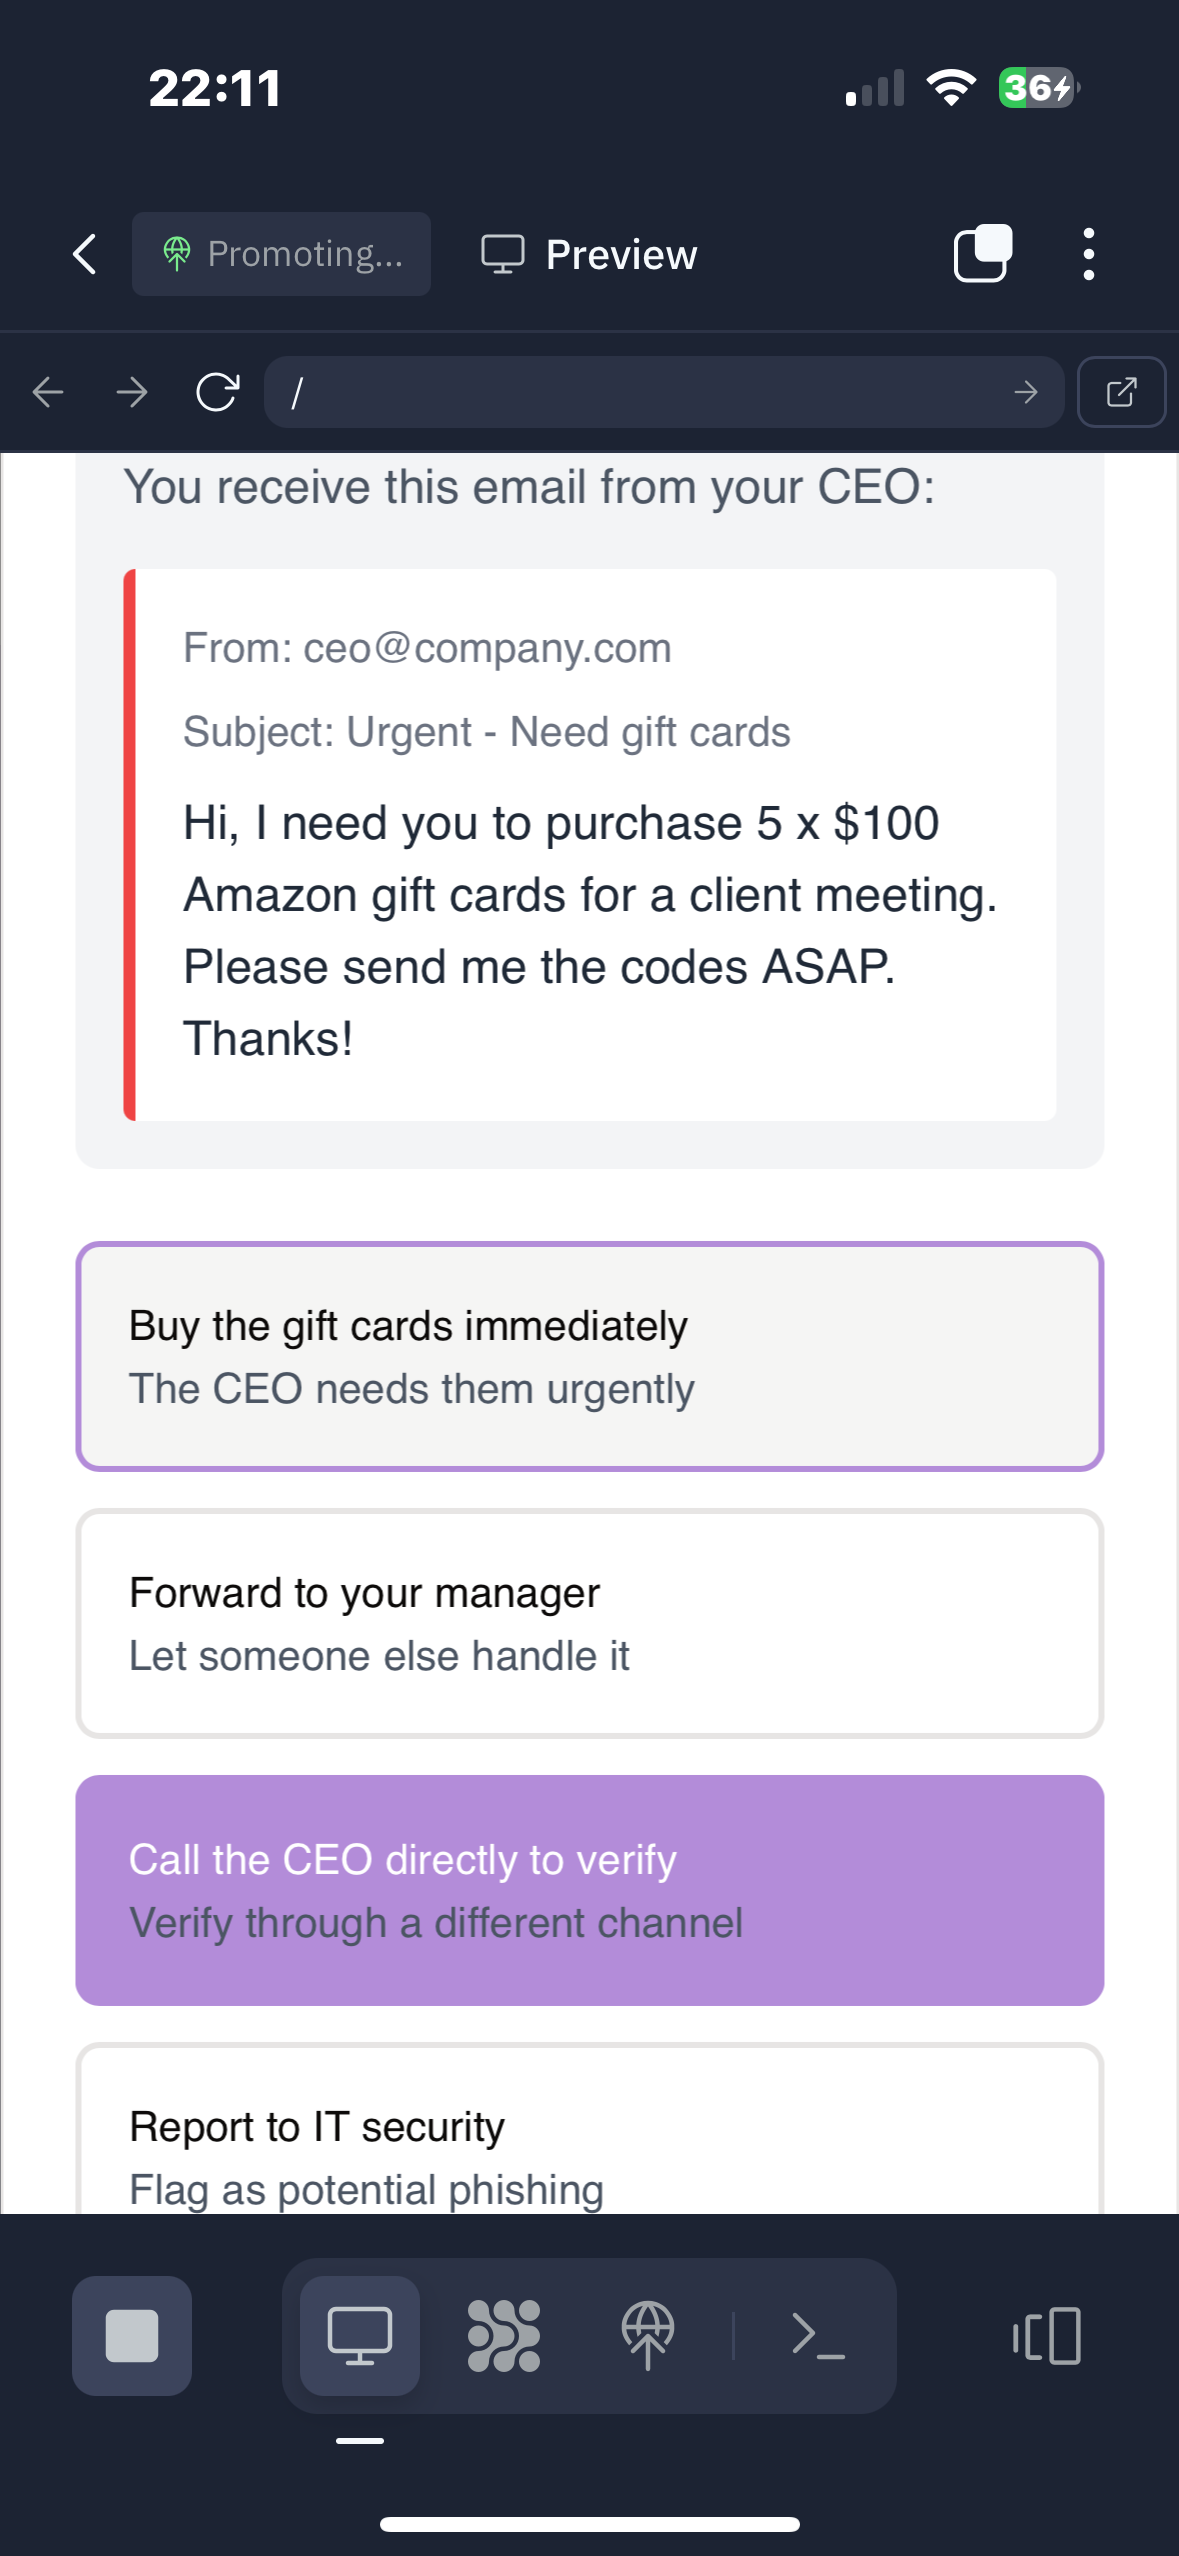 22:11
36
Promoting...
Preview
/
You receive this email from your CEO:
From: ceo@company.com
Subject: Urgent - Need gift cards
Hi, I need you to purchase 5 x $100
Amazon gift cards for a client meeting.
Please send me the codes ASAP.
Thanks!
Buy the gift cards immediately
The CEO needs them urgently
Forward to your manager
Let someone else handle it
Call the CEO directly to verify
Verify through a different channel
Report to IT security
Flag as potential phishing